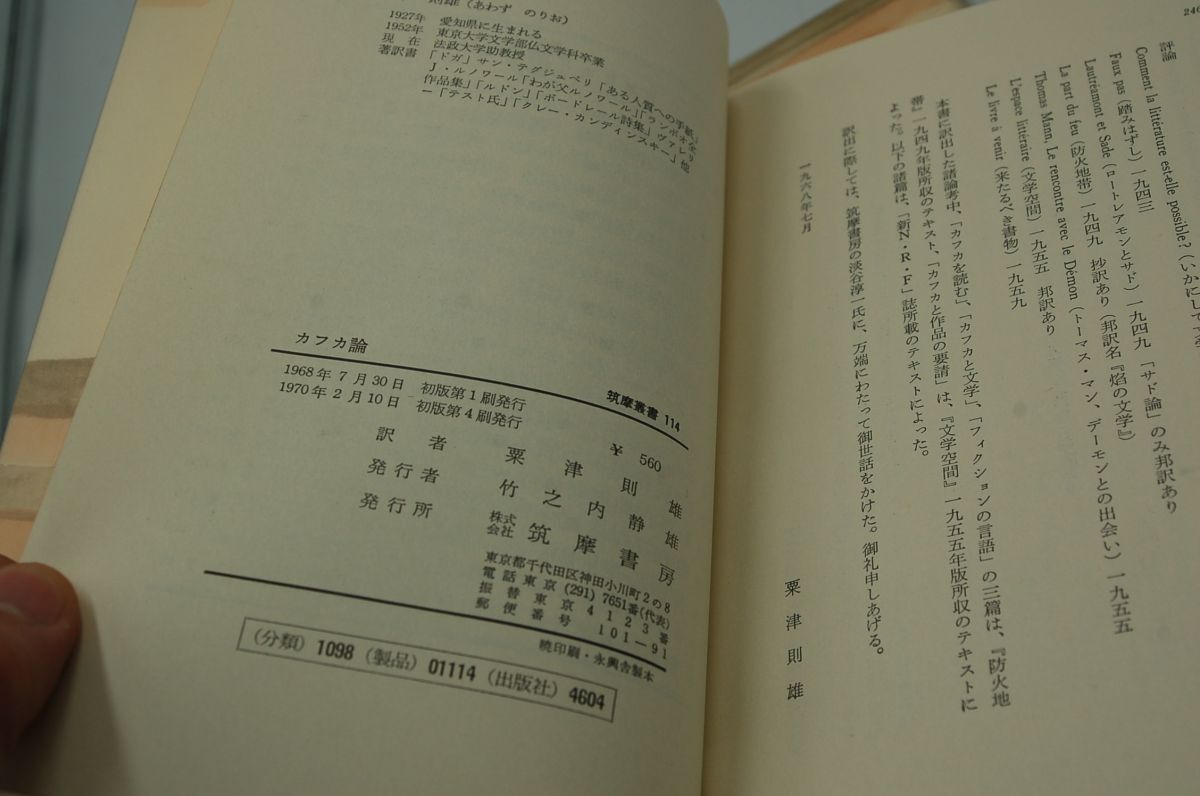 則雄(あわず のりお)
1927年 愛知県に生まれる
1952年 東京大学文学部仏文学科卒業
現在 法政大学助教授
著訳書 「ドガ」サン・テグジュペリ「ある人質への手紙」
J・ルノワール「わが父ルノワール」「ランボオ全
作品集」「ルドン」「ボードレール詩集」ヴァレリ
ー「テスト氏」「クレー・カンディンスキー」他
カフカ論
筑摩叢書 114
1968年7月30日 初版第1刷発行
1970年2月10日 初版第4刷発行
¥ 560
訳者 粟津則雄
発行者 竹之内静雄
発行所 株式会社 筑摩書房
東京都千代田区神田小川町2の8
電話東京(291)7651番(代表)
振替東京4123番
郵便番号 101-91
暁印刷・永興舎製本
(分類)1098(製品)01114(出版社)4604
評論
Comment la littérature est-elle possible?(いかにして
Faux pas(踏みはずし)一九四三
Lautréamont et Sade(ロートレアモンとサド)一九四九 「サド論」のみ邦訳あり
La part du feu(防火地帯)一九四九 抄訳あり(邦訳名『焰の文学』)
Thomas Mann, Le rencontre avec le Démon(トーマス・マン、デーモンとの出会い)一九五五
L'espace littéraire(文学空間)一九五五 邦訳あり
Le livre à venir(来たるべき書物)一九五九
本書に訳出した諸論考中、「カフカを読む」、「カフカと文学」、「フィクションの言語」の三篇は、『防火地
帯』一九四九年版所収のテキスト、「カフカと作品の要請」は、『文学空間』一九五五年版所収のテキストに
よった。以下の諸篇は、「新N・R・F」誌所載のテキストによった。
訳出に際しては、筑摩書房の淡谷淳一氏に、万端にわたって御世話をかけた。御礼申しあげる。
一九六八年七月
粟津則雄